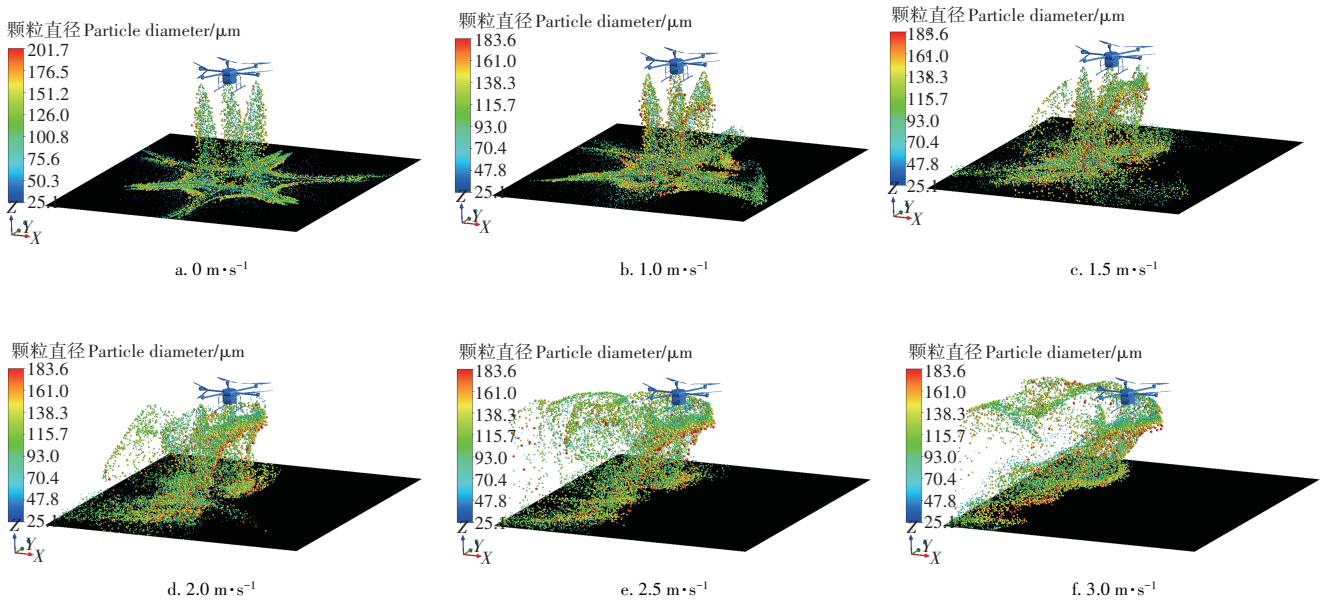 颗粒直径 Particle diameter/μm
201.7
176.5
151.2
126.0
100.8
75.6
50.3
25.1
Z
Y
X
a. 0 m·s⁻¹
颗粒直径 Particle diameter/μm
183.6
161.0
138.3
115.7
93.0
70.4
47.8
25.1
Z
Y
X
b. 1.0 m·s⁻¹
颗粒直径 Particle diameter/μm
161.0
138.3
115.7
93.0
70.4
47.8
25.1
Z
Y
X
c. 1.5 m·s⁻¹
颗粒直径 Particle diameter/μm
183.6
161.0
138.3
115.7
93.0
70.4
47.8
25.1
Z
Y
X
d. 2.0 m·s⁻¹
颗粒直径 Particle diameter/μm
183.6
161.0
138.3
115.7
93.0
70.4
47.8
25.1
Z
Y
X
e. 2.5 m·s⁻¹
颗粒直径 Particle diameter/μm
183.6
161.0
138.3
115.7
93.0
70.4
47.8
25.1
Z
Y
X
f. 3.0 m·s⁻¹